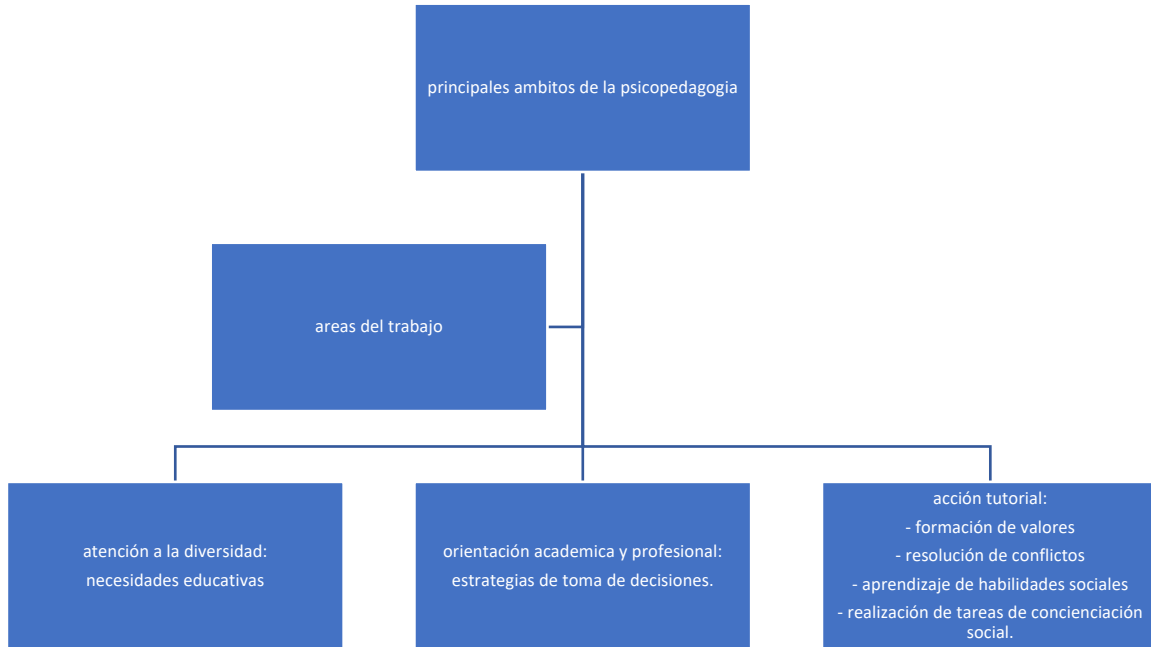 principales ambitos de la psicopedagogia
areas del trabajo
atención a la diversidad:
necesidades educativas
orientación academica y profesional:
estrategias de toma de decisiones.
acción tutorial:
- formación de valores
- resolución de conflictos
- aprendizaje de habilidades sociales
- realización de tareas de concienciación
social.